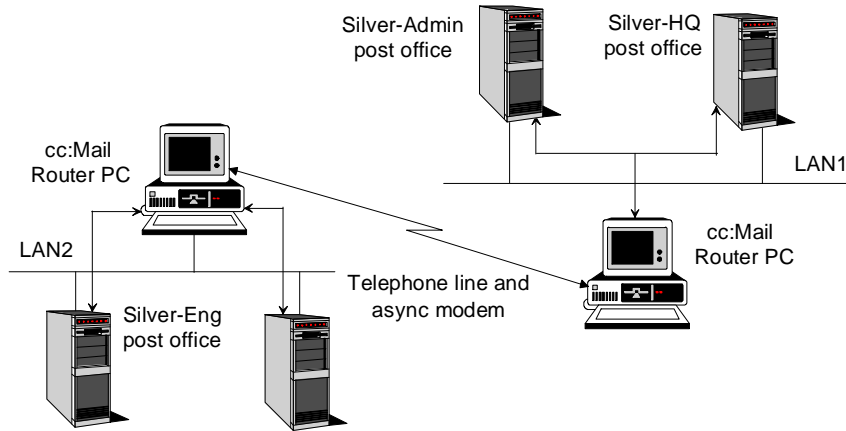 Silver-Admin
post office
Silver-HQ
post office
cc:Mail
Router PC
LAN1
cc:Mail
Router PC
LAN2
Telephone line and
async modem
Silver-Eng
post office